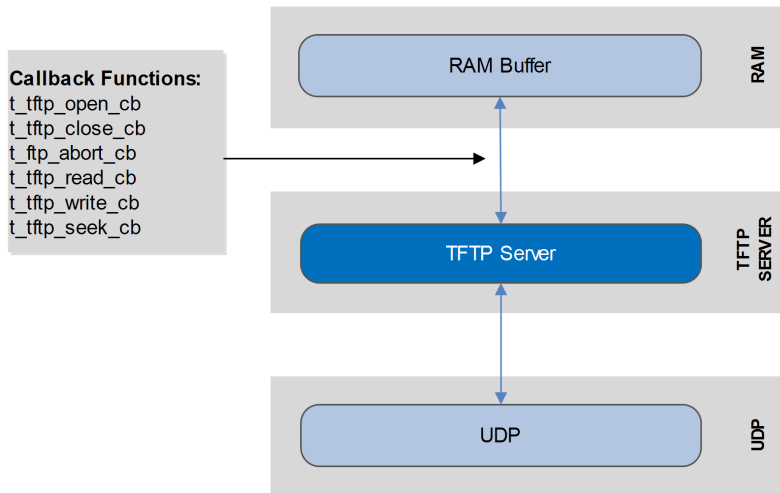 Callback Functions:
t_tftp_open_cb
t_tftp_close_cb
t_ftp_abort_cb
t_tftp_read_cb
t_tftp_write_cb
t_tftp_seek_cb
RAM Buffer
RAM
TFTP Server
TFTP
SERVER
UDP
UDP